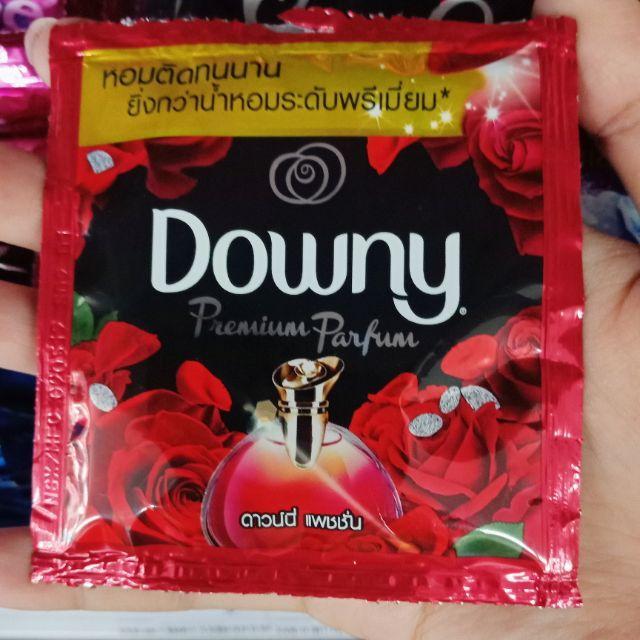 หอมติดทนนาน
ยิ่งกว่าน้ำหอมระดับพรีเมี่ยม*
Downy®
Premium Parfum
ดาวน์นี่ แพชชั่น